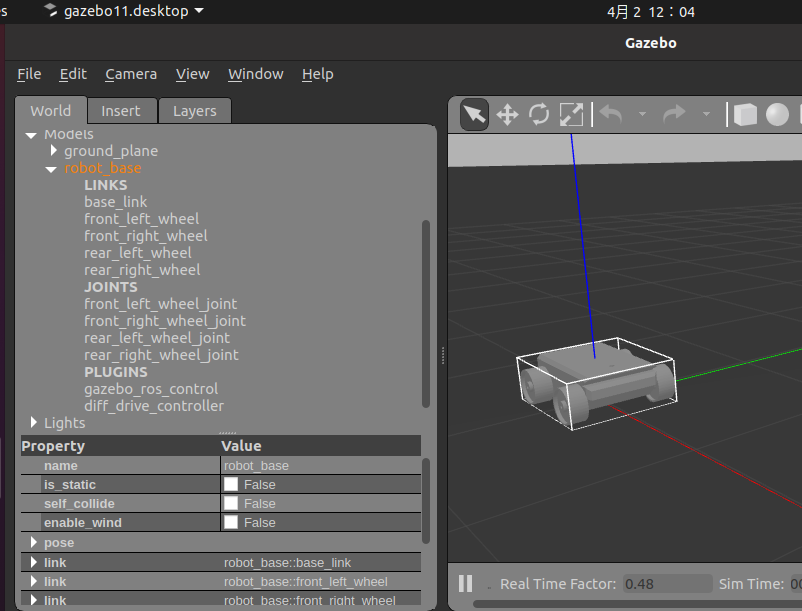 gazebo11.desktop 4月 2 12：04
Gazebo
File Edit Camera View Window Help
World Insert Layers
Models
ground_plane
robot_base
LINKS
base_link
front_left_wheel
front_right_wheel
rear_left_wheel
rear_right_wheel
JOINTS
front_left_wheel_joint
front_right_wheel_joint
rear_left_wheel_joint
rear_right_wheel_joint
PLUGINS
gazebo_ros_control
diff_drive_controller
Lights
Property Value
name robot_base
is_static False
self_collide False
enable_wind False
pose
link robot_base::base_link
link robot_base::front_left_wheel
link robot_base::front_right_wheel
Real Time Factor: 0.48 Sim Time: